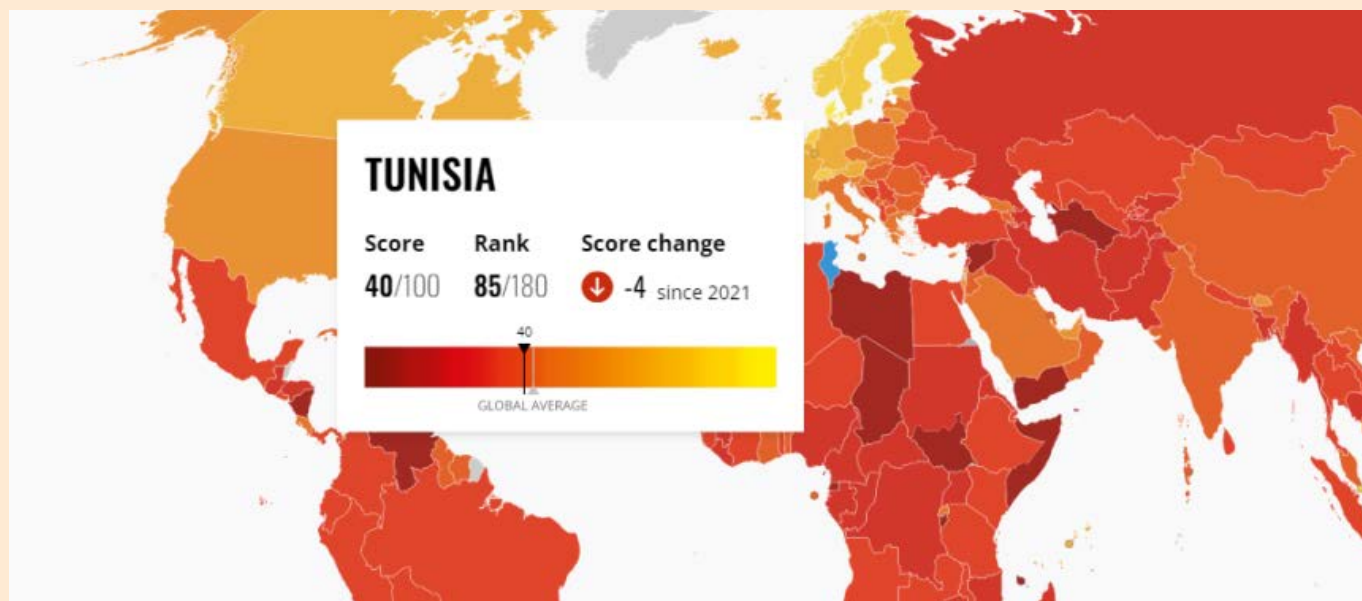 TUNISIA
Score Rank Score change
40/100 85/180 -4 since 2021
40
GLOBAL AVERAGE